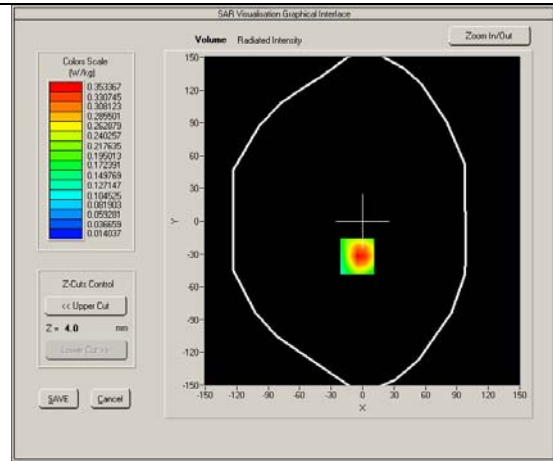 SAR Visualisation Graphical Interface
Volume Radiated Intensity
Zoom In/Out
Colors Scale
(W/kg)
0.353367
0.330745
0.308123
0.285501
0.262879
0.240257
0.217635
0.195013
0.172391
0.149769
0.127147
0.104525
0.081903
0.059281
0.036659
0.014037
Z-Cuts Control
<< Upper Cut
Z = 4.0 mm
Lower Cut >>
SAVE Cancel
150
120
90
60
30
0
-30
-60
-90
-120
-150
Y
-150 -120 -90 -60 -30 0 30 60 90 120 150
X